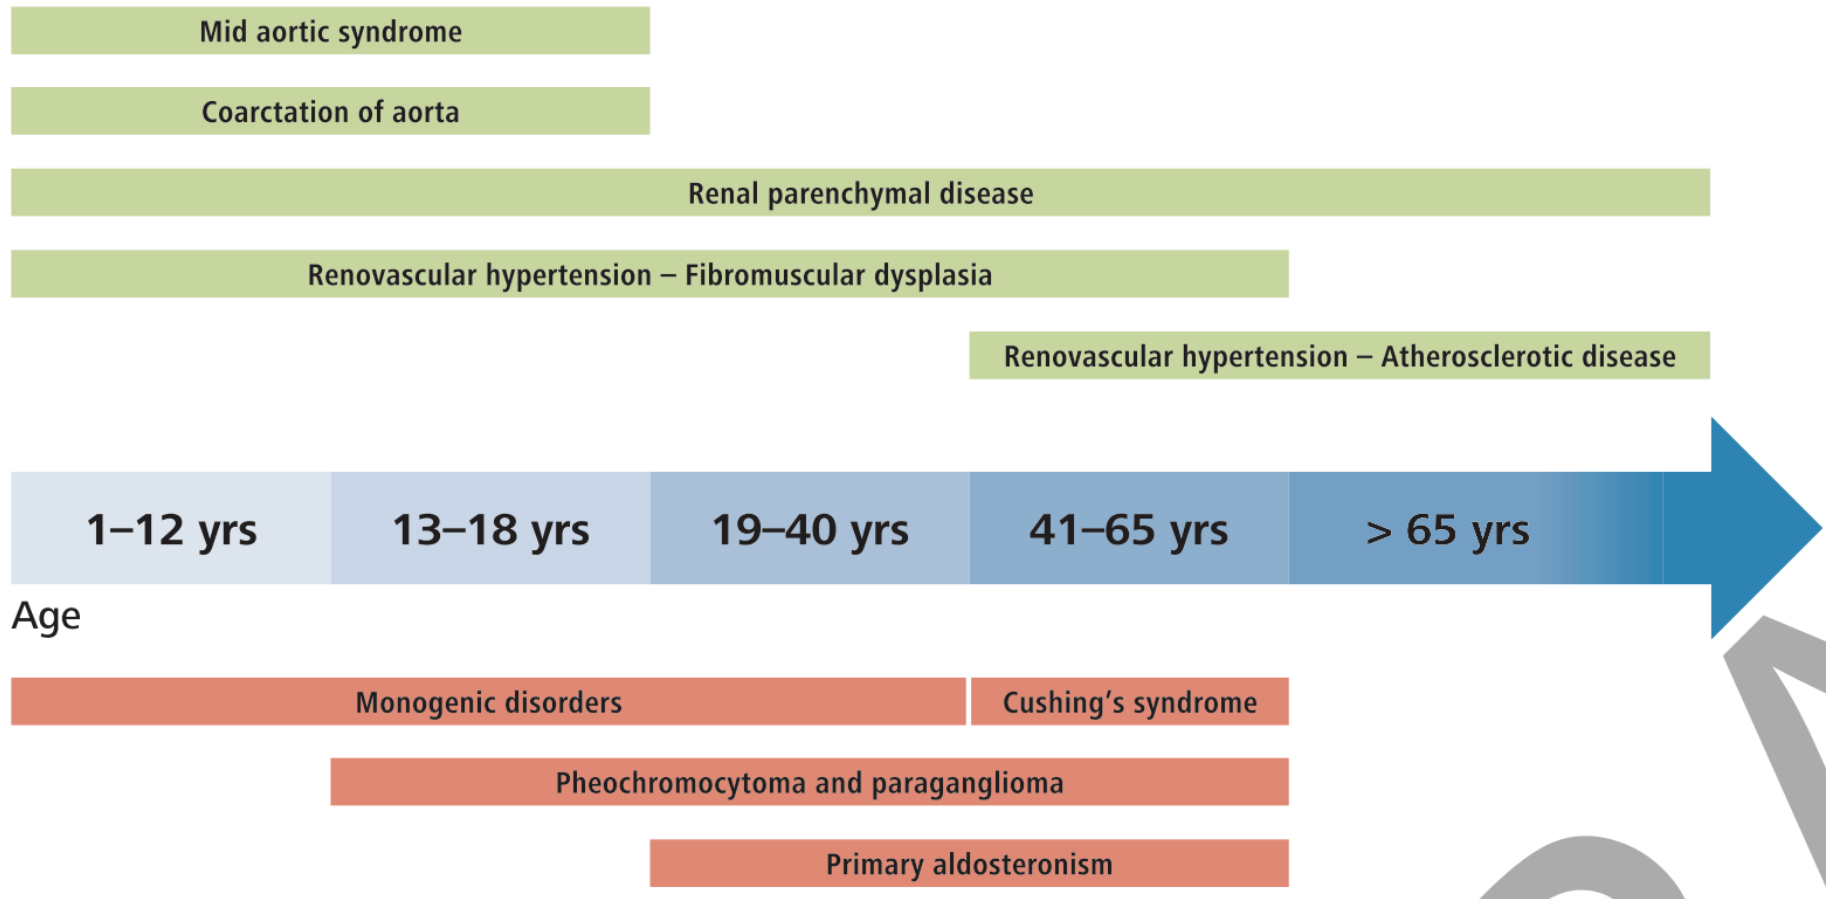 Mid aortic syndrome
Coarctation of aorta
Renal parenchymal disease
Renovascular hypertension – Fibromuscular dysplasia
Renovascular hypertension – Atherosclerotic disease
1–12 yrs 13–18 yrs 19–40 yrs 41–65 yrs > 65 yrs
Age
Monogenic disorders Cushing’s syndrome
Pheochromocytoma and paraganglioma
Primary aldosteronism